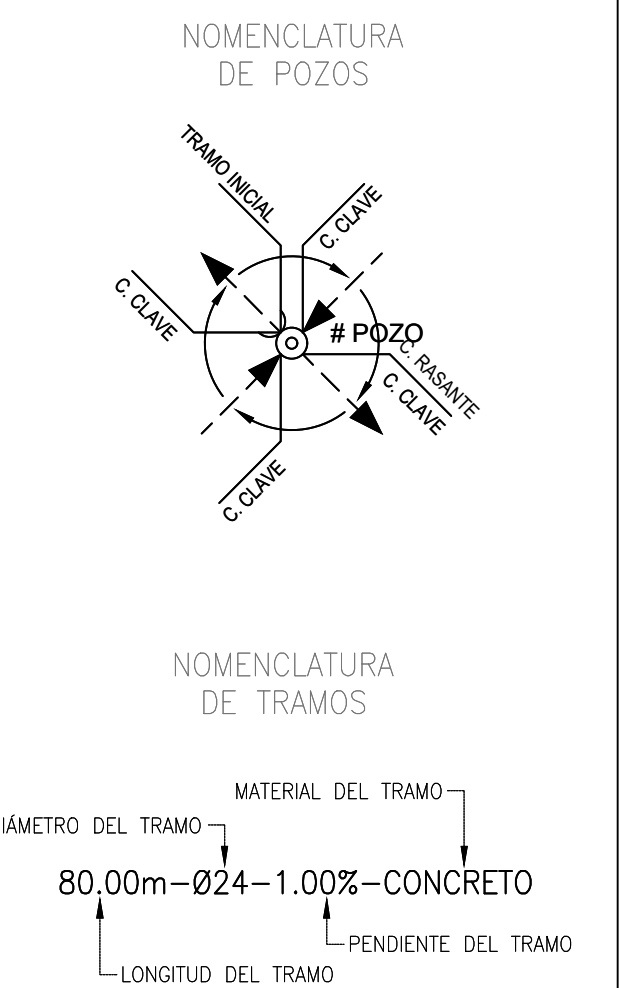 NOMENCLATURA
DE POZOS
TRAMO INICIAL
C. CLAVE
C. CLAVE
# POZO
C. RASANTE
C. CLAVE
C. CLAVE
NOMENCLATURA
DE TRAMOS
MATERIAL DEL TRAMO
IÁMETRO DEL TRAMO
80.00m-Ø24-1.00%-CONCRETO
PENDIENTE DEL TRAMO
LONGITUD DEL TRAMO